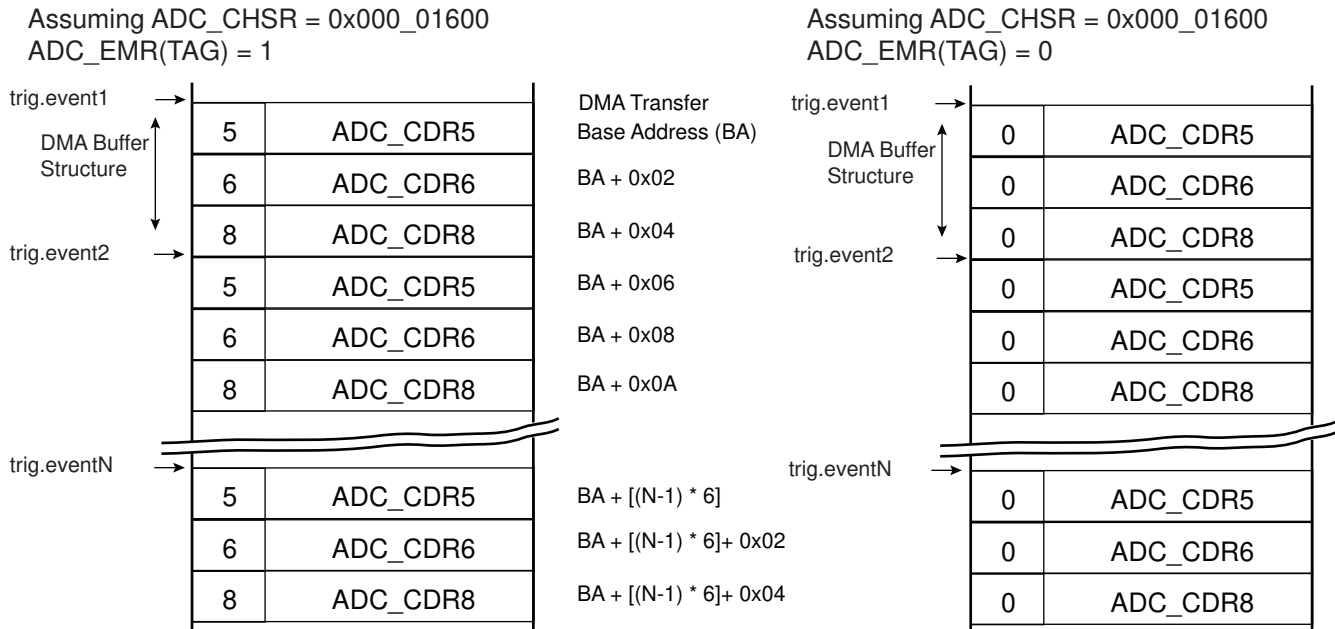 Assuming ADC_CHSR = 0x000_01600
ADC_EMR(TAG) = 1
trig.event1
DMA Buffer
Structure
5 ADC_CDR5
6 ADC_CDR6
8 ADC_CDR8
trig.event2
5 ADC_CDR5
6 ADC_CDR6
8 ADC_CDR8
trig.eventN
5 ADC_CDR5
6 ADC_CDR6
8 ADC_CDR8
DMA Transfer
Base Address (BA)
BA + 0x02
BA + 0x04
BA + 0x06
BA + 0x08
BA + 0x0A
BA + [(N-1) * 6]
BA + [(N-1) * 6]+ 0x02
BA + [(N-1) * 6]+ 0x04
Assuming ADC_CHSR = 0x000_01600
ADC_EMR(TAG) = 0
trig.event1
DMA Buffer
Structure
0 ADC_CDR5
0 ADC_CDR6
0 ADC_CDR8
trig.event2
0 ADC_CDR5
0 ADC_CDR6
0 ADC_CDR8
trig.eventN
0 ADC_CDR5
0 ADC_CDR6
0 ADC_CDR8